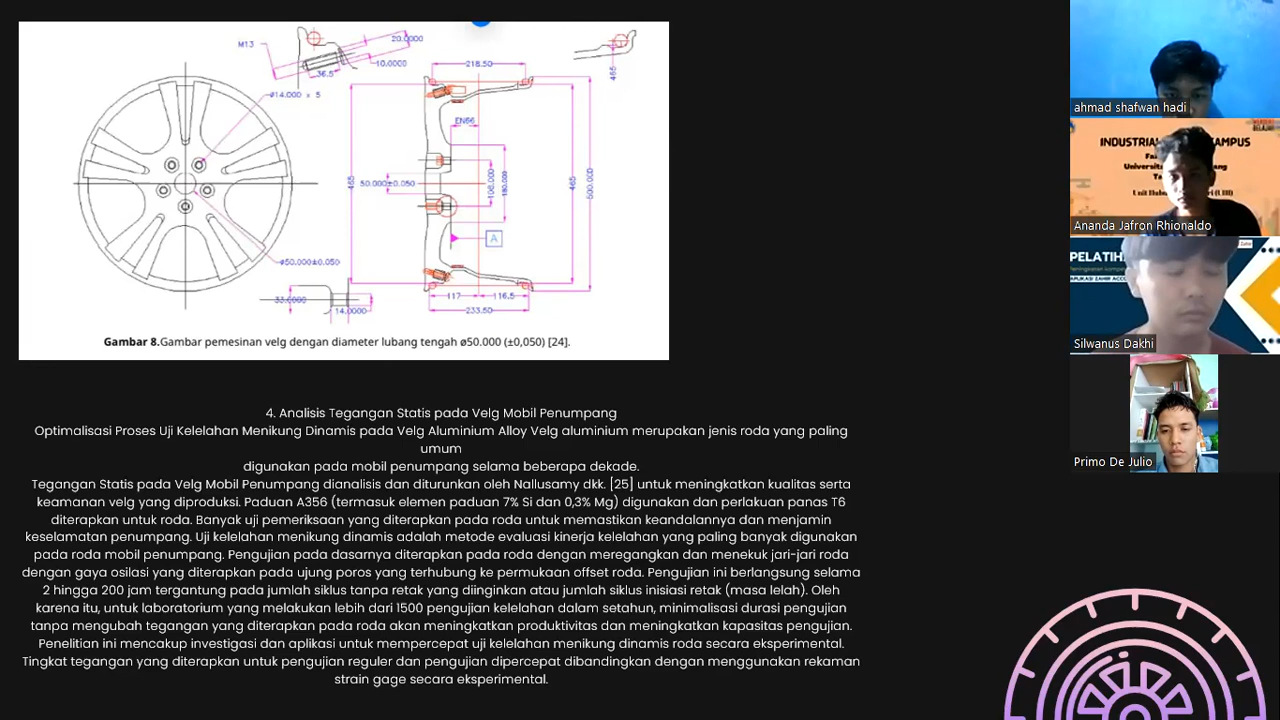 M13
20.0000
10.0000
36.5
ø14.000 x 5
218.50
465
EN66
465
50.000±0.050
108.000
465
500.000
A
ø50.000±0.050
33.0000
14.0000
117
116.5
233.50
Gambar 8.Gambar pemesinan velg dengan diameter lubang tengah ø50.000 (±0,050) [24].
4. Analisis Tegangan Statis pada Velg Mobil Penumpang
Optimalisasi Proses Uji Kelelahan Menikung Dinamis pada Velg Aluminium Alloy Velg aluminium merupakan jenis roda yang paling
umum
digunakan pada mobil penumpang selama beberapa dekade.
Tegangan Statis pada Velg Mobil Penumpang dianalisis dan diturunkan oleh Nallusamy dkk. [25] untuk meningkatkan kualitas serta
keamanan velg yang diproduksi. Paduan A356 (termasuk elemen paduan 7% Si dan 0,3% Mg) digunakan dan perlakuan panas T6
diterapkan untuk roda. Banyak uji pemeriksaan yang diterapkan pada roda untuk memastikan keandalannya dan menjamin
keselamatan penumpang. Uji kelelahan menikung dinamis adalah metode evaluasi kinerja kelelahan yang paling banyak digunakan
pada roda mobil penumpang. Pengujian pada dasarnya diterapkan pada roda dengan meregangkan dan menekuk jari-jari roda
dengan gaya osilasi yang diterapkan pada ujung poros yang terhubung ke permukaan offset roda. Pengujian ini berlangsung selama
2 hingga 200 jam tergantung pada jumlah siklus tanpa retak yang diinginkan atau jumlah siklus inisiasi retak (masa lelah). Oleh
karena itu, untuk laboratorium yang melakukan lebih dari 1500 pengujian kelelahan dalam setahun, minimalisasi durasi pengujian
tanpa mengubah tegangan yang diterapkan pada roda akan meningkatkan produktivitas dan meningkatkan kapasitas pengujian.
Penelitian ini mencakup investigasi dan aplikasi untuk mempercepat uji kelelahan menikung dinamis roda secara eksperimental.
Tingkat tegangan yang diterapkan untuk pengujian reguler dan pengujian dipercepat dibandingkan dengan menggunakan rekaman
strain gage secara eksperimental.
ahmad shafwan hadi
INDUSTRIAL
Ananda Jafron Rhionaldo
Silwanus Dakhi
Primo De Julio